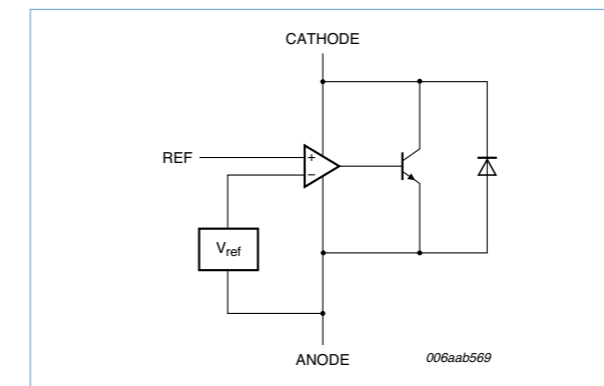 CATHODE
REF
+
−
Vref
ANODE
006aab569